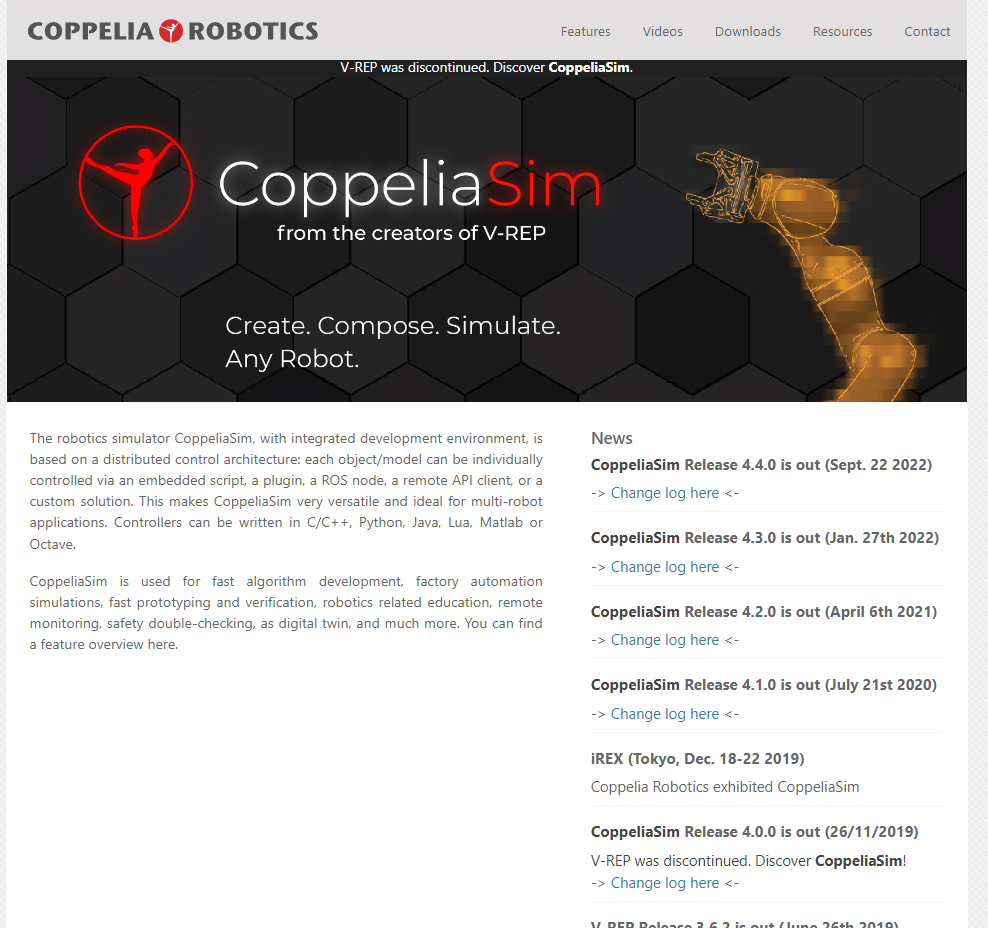 COPPELIA ROBOTICS
Features Videos Downloads Resources Contact
V-REP was discontinued. Discover CoppeliaSim.
CoppeliaSim
from the creators of V-REP
Create. Compose. Simulate.
Any Robot.
The robotics simulator CoppeliaSim, with integrated development environment, is
based on a distributed control architecture: each object/model can be individually
controlled via an embedded script, a plugin, a ROS node, a remote API client, or a
custom solution. This makes CoppeliaSim very versatile and ideal for multi-robot
applications. Controllers can be written in C/C++, Python, Java, Lua, Matlab or
Octave.
CoppeliaSim is used for fast algorithm development, factory automation
simulations, fast prototyping and verification, robotics related education, remote
monitoring, safety double-checking, as digital twin, and much more. You can find
a feature overview here.
News
CoppeliaSim Release 4.4.0 is out (Sept. 22 2022)
-> Change log here <-
CoppeliaSim Release 4.3.0 is out (Jan. 27th 2022)
-> Change log here <-
CoppeliaSim Release 4.2.0 is out (April 6th 2021)
-> Change log here <-
CoppeliaSim Release 4.1.0 is out (July 21st 2020)
-> Change log here <-
iREX (Tokyo, Dec. 18-22 2019)
Coppelia Robotics exhibited CoppeliaSim
CoppeliaSim Release 4.0.0 is out (26/11/2019)
V-REP was discontinued. Discover CoppeliaSim!
-> Change log here <-
V-REP Release 3.6.2 is out (June 26th 2019)